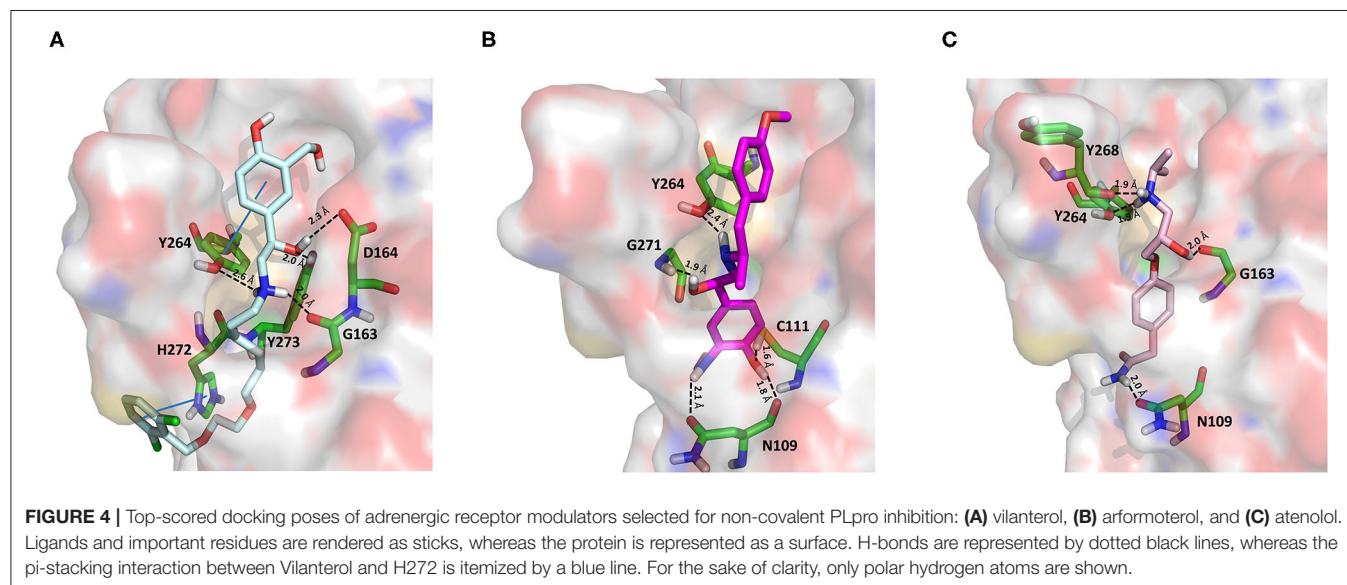 A
B
C
Y264
2.6 Å
2.3 Å
2.0 Å
D164
2.0 Å
G163
Y273
H272
Y264
2.4 Å
G271
1.9 Å
C111
1.6 Å
1.8 Å
2.1 Å
N109
Y268
1.9 Å
Y264
1.9 Å
2.0 Å
G163
2.0 Å
N109
FIGURE 4 | Top-scored docking poses of adrenergic receptor modulators selected for non-covalent PLpro inhibition: (A) vilanterol, (B) arformoterol, and (C) atenolol.
Ligands and important residues are rendered as sticks, whereas the protein is represented as a surface. H-bonds are represented by dotted black lines, whereas the
pi-stacking interaction between Vilanterol and H272 is itemized by a blue line. For the sake of clarity, only polar hydrogen atoms are shown.